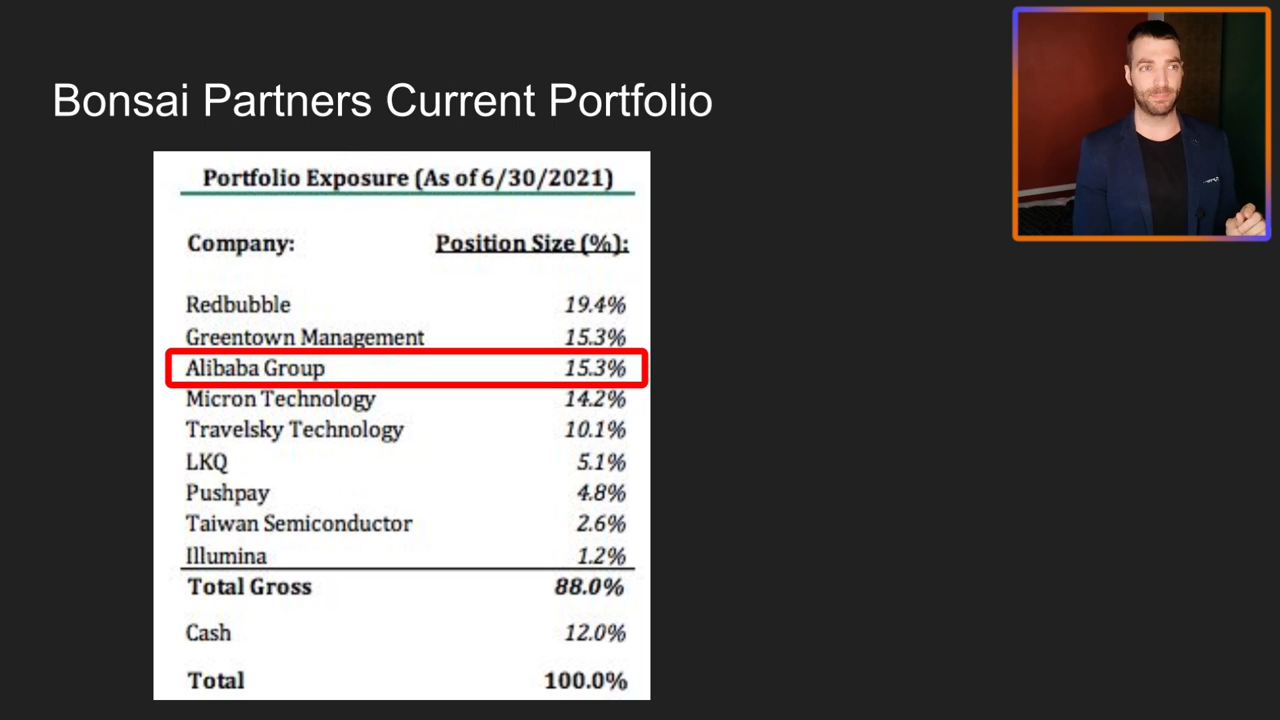 Bonsai Partners Current Portfolio
Portfolio Exposure (As of 6/30/2021)
Company: Position Size (%):
Redbubble 19.4%
Greentown Management 15.3%
Alibaba Group 15.3%
Micron Technology 14.2%
Travelsky Technology 10.1%
LKQ 5.1%
Pushpay 4.8%
Taiwan Semiconductor 2.6%
Illumina 1.2%
Total Gross 88.0%
Cash 12.0%
Total 100.0%